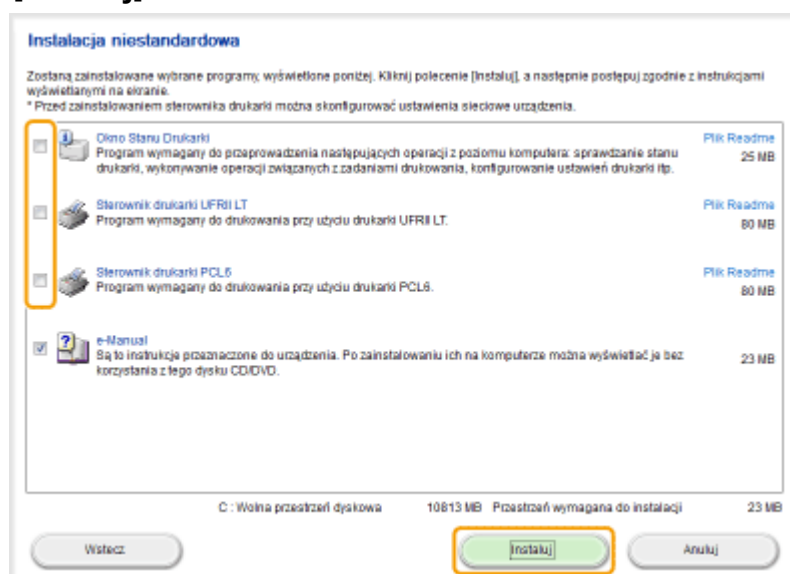 Instalacja niestandardowa
Zostaną zainstalowane wybrane programy, wyświetlone poniżej. Kliknij polecenie [Instaluj], a następnie postępuj zgodnie z instrukcjami
wyświetlanymi na ekranie.
* Przed zainstalowaniem sterownika drukarki można skonfigurować ustawienia sieciowe urządzenia.
Okno Stanu Drukarki
Plik Readme
Program wymagany do przeprowadzenia następujących operacji z poziomu komputera: sprawdzanie stanu
25 MB
drukarki, wykonywanie operacji związanych z zadaniami drukowania, konfigurowanie ustawień drukarki itp.
Sterownik drukarki UFRII LT
Plik Readme
Program wymagany do drukowania przy użyciu drukarki UFRII LT.
80 MB
Sterownik drukarki PCL6
Plik Readme
Program wymagany do drukowania przy użyciu drukarki PCL6.
80 MB
e-Manual
Są to instrukcje przeznaczone do urządzenia. Po zainstalowaniu ich na komputerze można wyświetlać je bez
23 MB
korzystania z tego dysku CD/DVD.
C : Wolna przestrzeń dyskowa 10813 MB Przestrzeń wymagana do instalacji 23 MB
Wstecz Instaluj Anuluj